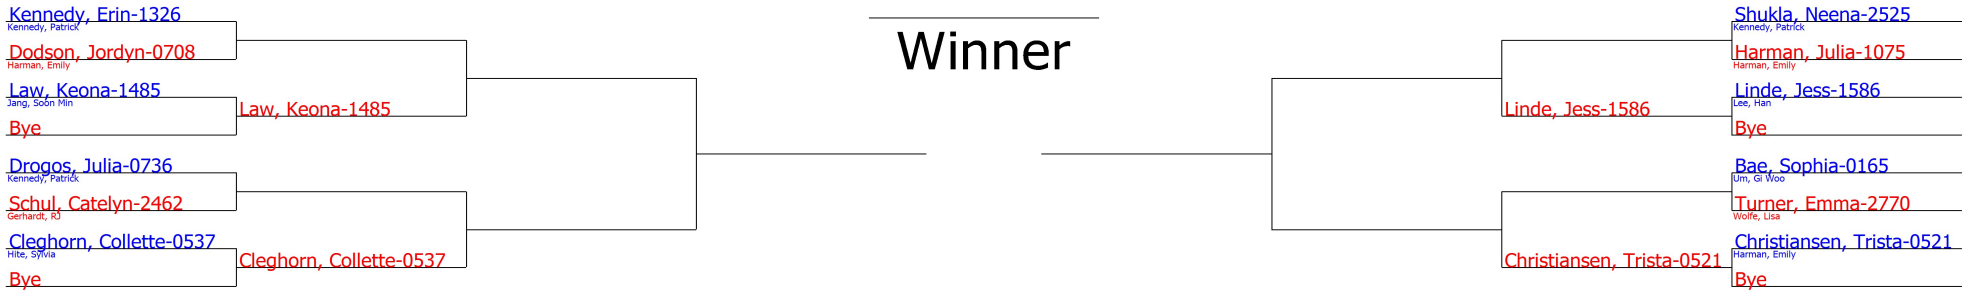 Kennedy, Erin-1326
Kennedy, Patrick
Dodson, Jordyn-0708
Harman, Emily
Law, Keona-1485
Jang, Soon Min
Bye
Law, Keona-1485
Drogos, Julia-0736
Kennedy, Patrick
Schul, Catelyn-2462
Gerhardt, RJ
Cleghorn, Collette-0537
Hite, Sylvia
Bye
Cleghorn, Collette-0537
Winner
Shukla, Neena-2525
Kennedy, Patrick
Harman, Julia-1075
Harman, Emily
Linde, Jess-1586
Lee, Han
Bye
Linde, Jess-1586
Bae, Sophia-0165
Um, Gi Woo
Turner, Emma-2770
Wolfe, Lisa
Christiansen, Trista-0521
Harman, Emily
Bye
Christiansen, Trista-0521